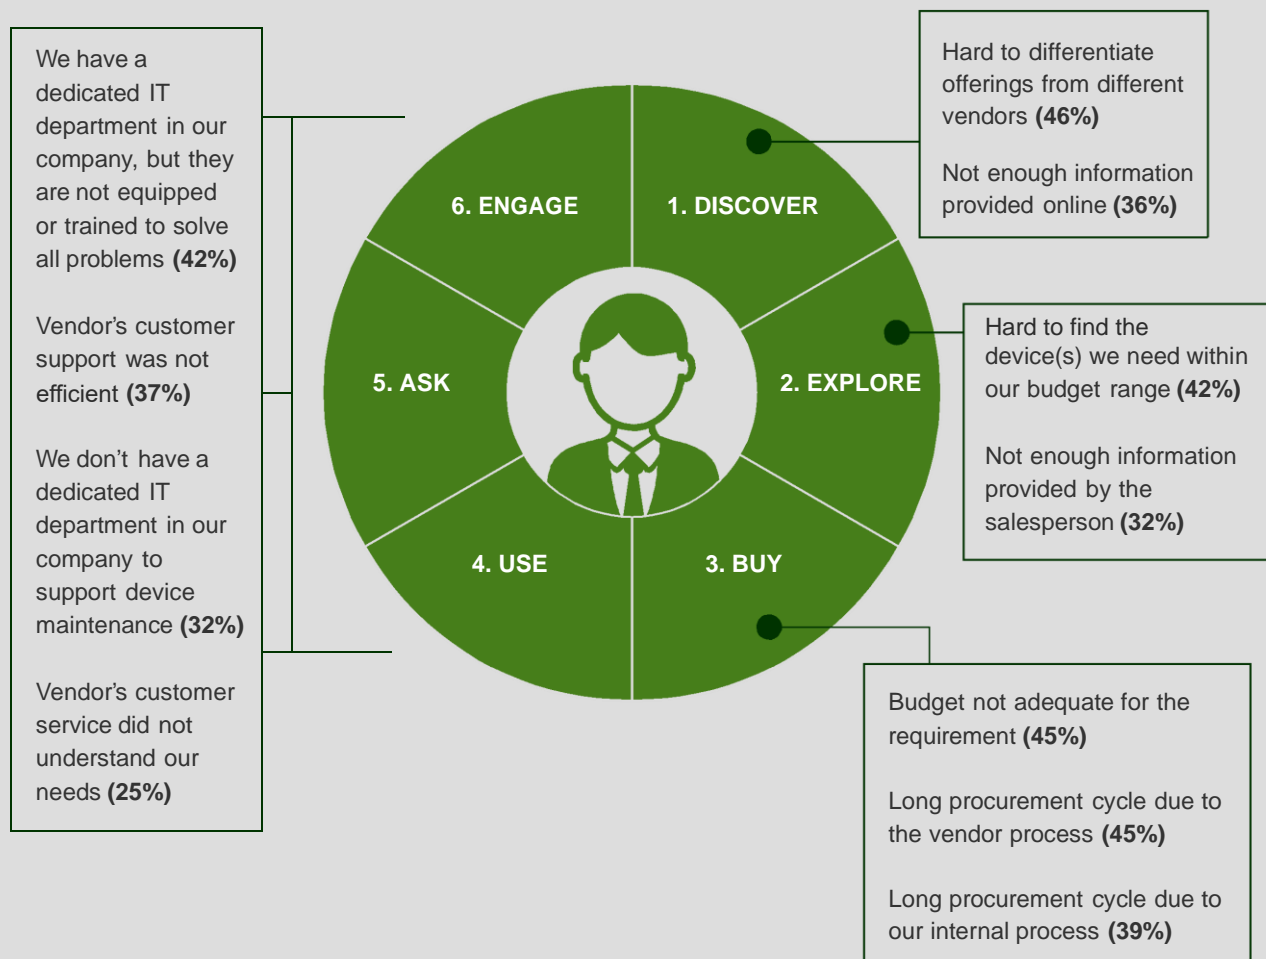 We have a
dedicated IT
department in our
company, but they
are not equipped
or trained to solve
all problems (42%)
Vendor’s customer
support was not
efficient (37%)
We don’t have a
dedicated IT
department in our
company to
support device
maintenance (32%)
Vendor’s customer
service did not
understand our
needs (25%)
6. ENGAGE
1. DISCOVER
5. ASK
2. EXPLORE
4. USE
3. BUY
Hard to differentiate
offerings from different
vendors (46%)
Not enough information
provided online (36%)
Hard to find the
device(s) we need within
our budget range (42%)
Not enough information
provided by the
salesperson (32%)
Budget not adequate for the
requirement (45%)
Long procurement cycle due to
the vendor process (45%)
Long procurement cycle due to
our internal process (39%)